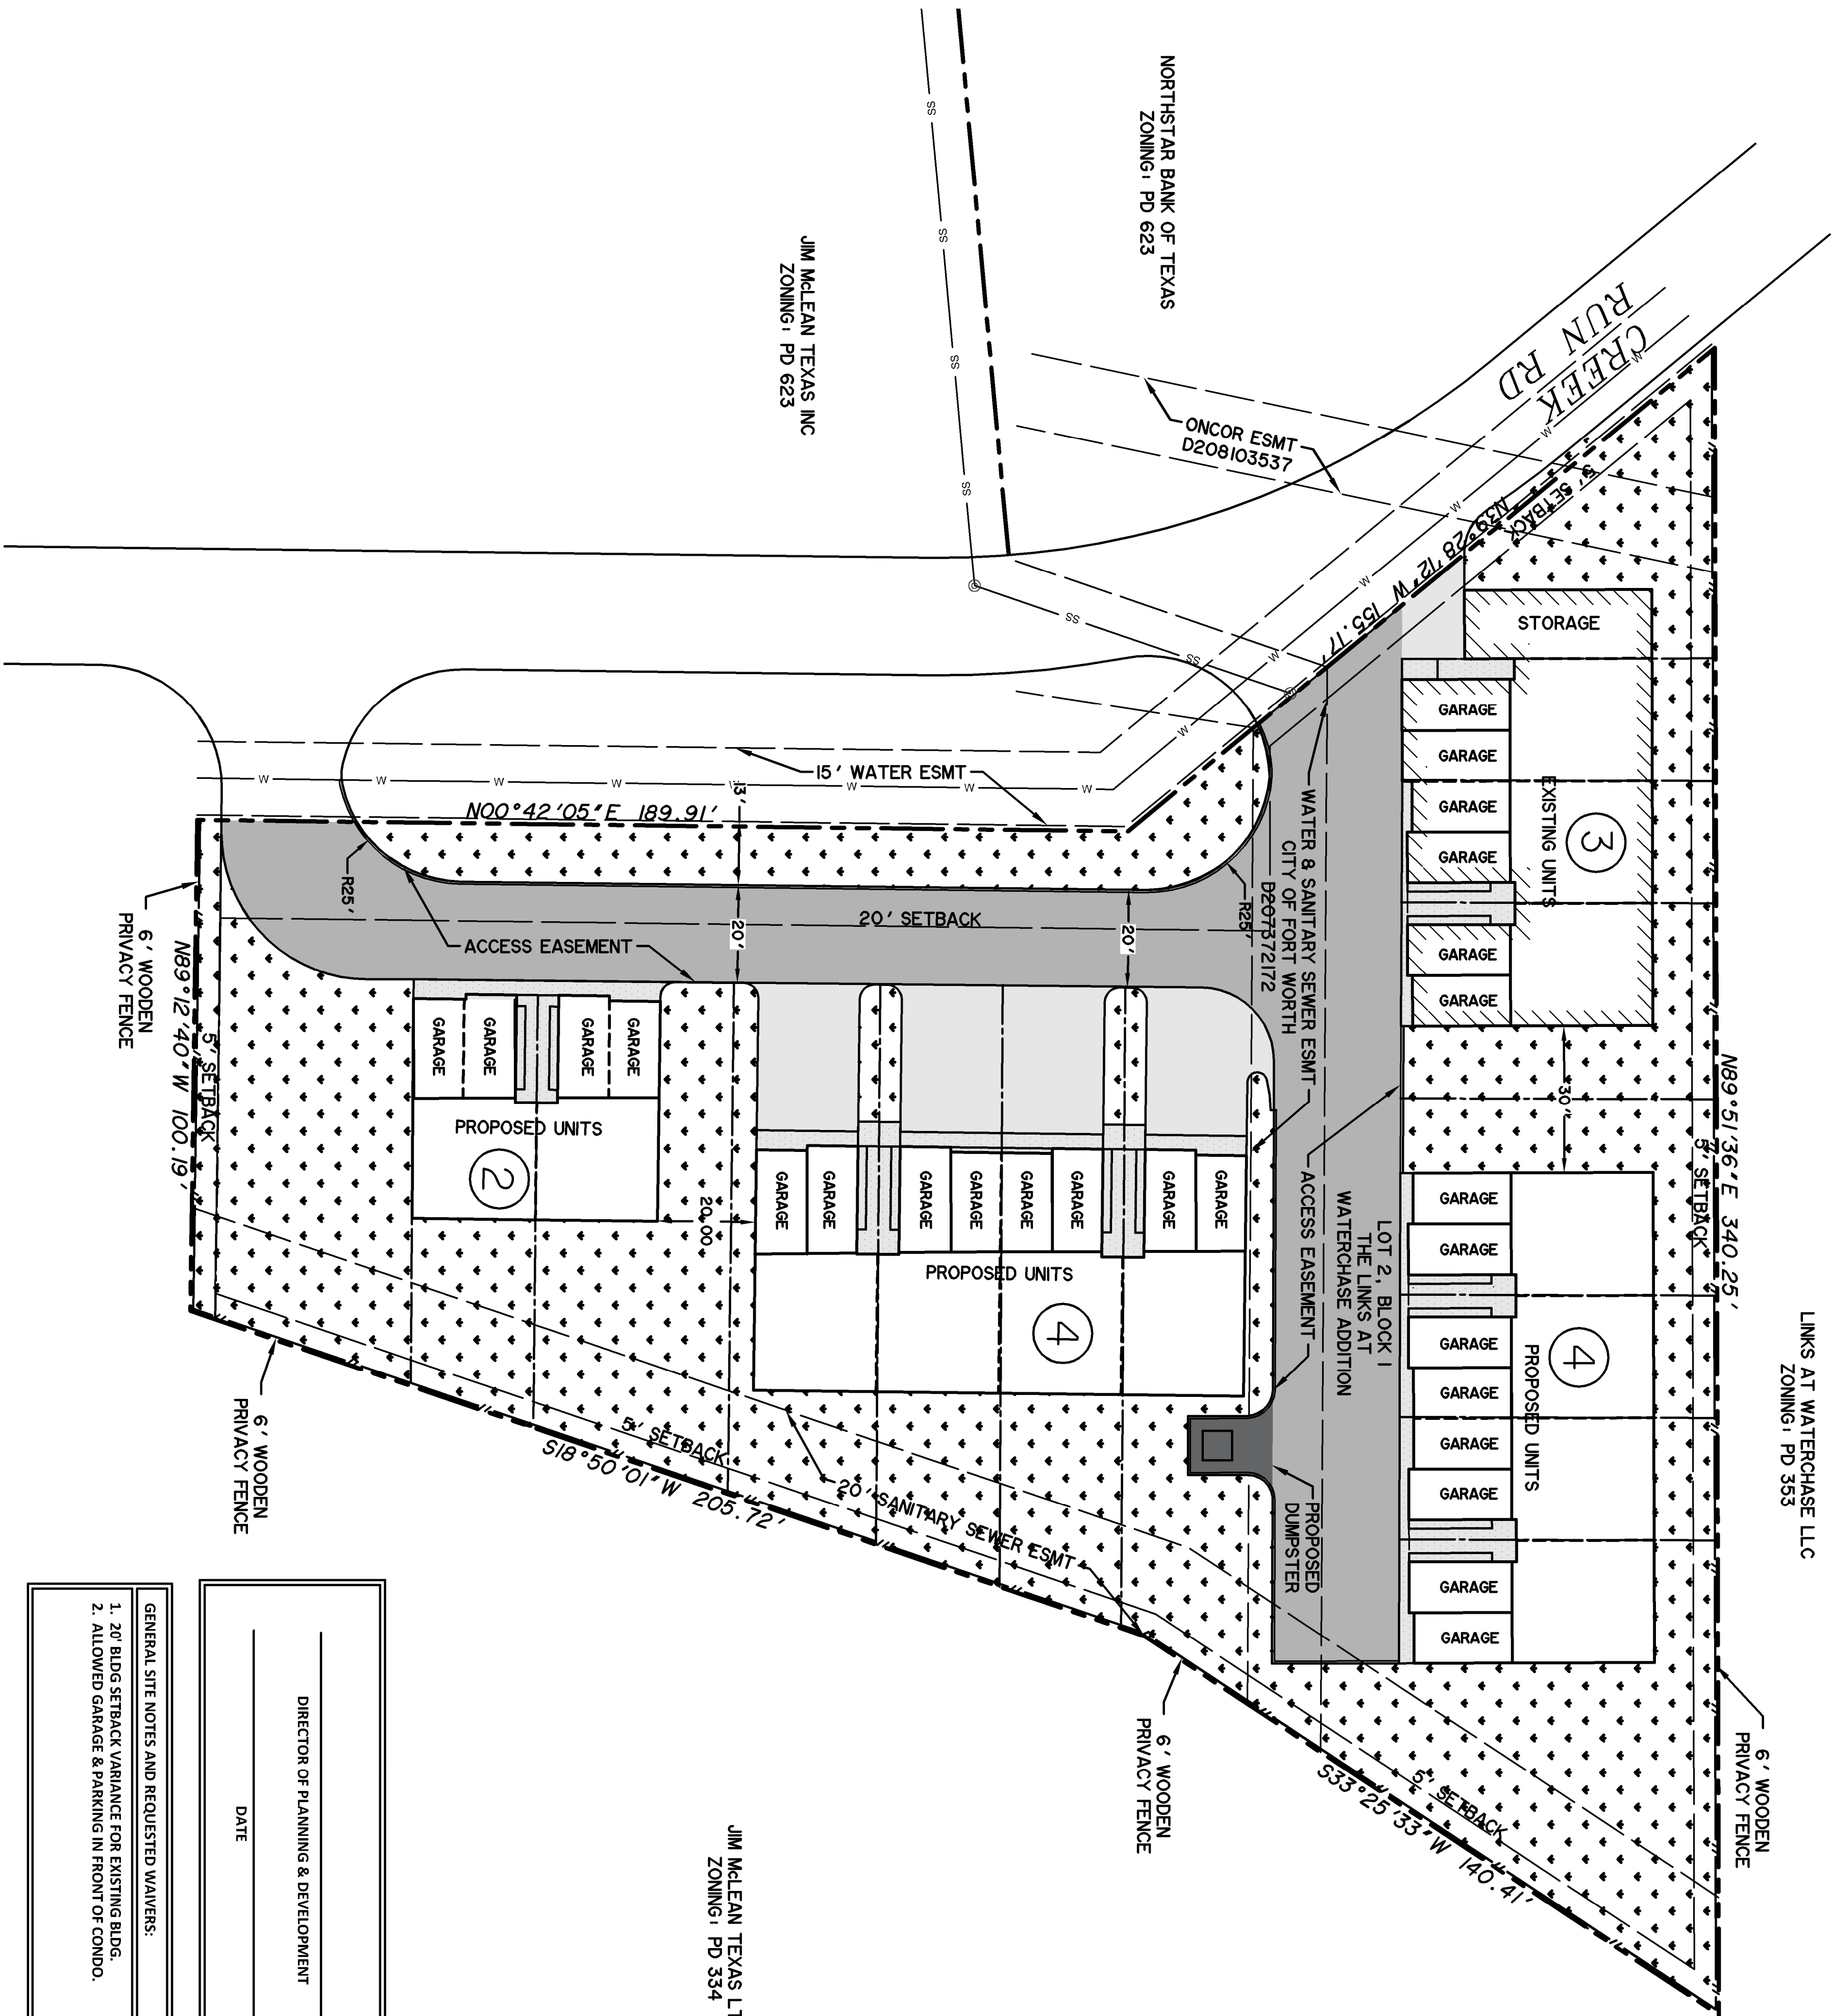 NORTHSTAR BANK OF TEXAS
ZONING: PD 623
JIM McLEAN TEXAS INC
ZONING: PD 623
CREEK
RUN RD
ONCOR ESMT
D208103537
5' SETBACK
N39°28'12"W 155.17'
SS
SS
SS
SS
SS
SS
W
W
W
W
W
W
W
W
W
W
W
W
W
STORAGE
GARAGE
GARAGE
GARAGE
GARAGE
GARAGE
GARAGE
EXISTING UNITS
3
30'
N89°51'36"E 340.25'
5' SETBACK
LINKS AT WATERCHASE LLC
ZONING: PD 353
15' WATER ESMT
N00°42'05"E 189.91'
13'
R25'
R25'
20' SETBACK
20'
20'
ACCESS EASEMENT
WATER & SANITARY SEWER ESMT
CITY OF FORT WORTH
D207372172
ACCESS EASEMENT
LOT 2, BLOCK 1
THE LINKS AT
WATERCHASE ADDITION
GARAGE
GARAGE
GARAGE
GARAGE
GARAGE
GARAGE
GARAGE
GARAGE
PROPOSED UNITS
4
GARAGE
GARAGE
GARAGE
GARAGE
PROPOSED UNITS
2
20.00
GARAGE
GARAGE
GARAGE
GARAGE
GARAGE
GARAGE
GARAGE
GARAGE
PROPOSED UNITS
4
PROPOSED
DUMPSTER
6' WOODEN
PRIVACY FENCE
N89°12'40"W 100.19'
5' SETBACK
6' WOODEN
PRIVACY FENCE
5' SETBACK
S18°50'01"W 205.72'
20' SANITARY SEWER ESMT
6' WOODEN
PRIVACY FENCE
5' SETBACK
S33°25'33"W 140.41'
6' WOODEN
PRIVACY FENCE
JIM McLEAN TEXAS LT
ZONING: PD 334
DIRECTOR OF PLANNING & DEVELOPMENT
DATE
GENERAL SITE NOTES AND REQUESTED WAIVERS:
1. 20' BLDG SETBACK VARIANCE FOR EXISTING BLDG.
2. ALLOWED GARAGE & PARKING IN FRONT OF CONDO.